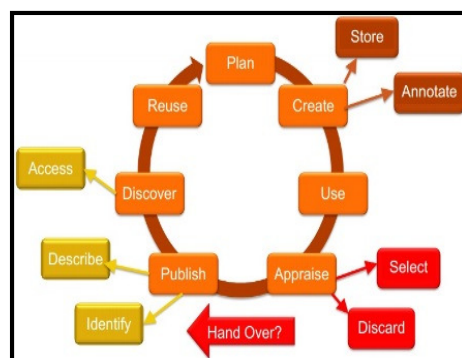 Plan
Store
Create
Annotate
Reuse
Access
Discover
Use
Describe
Publish
Appraise
Select
Identify
Hand Over?
Discard